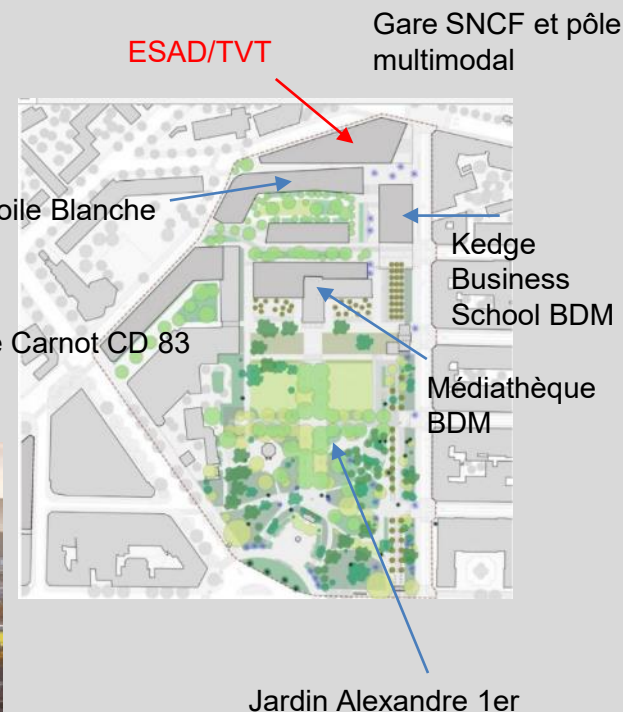 Gare SNCF et pôle
multimodal
ESAD/TVT
oile Blanche
Kedge
Business
School BDM
e Carnot CD 83
Médiathèque
BDM
Jardin Alexandre 1er